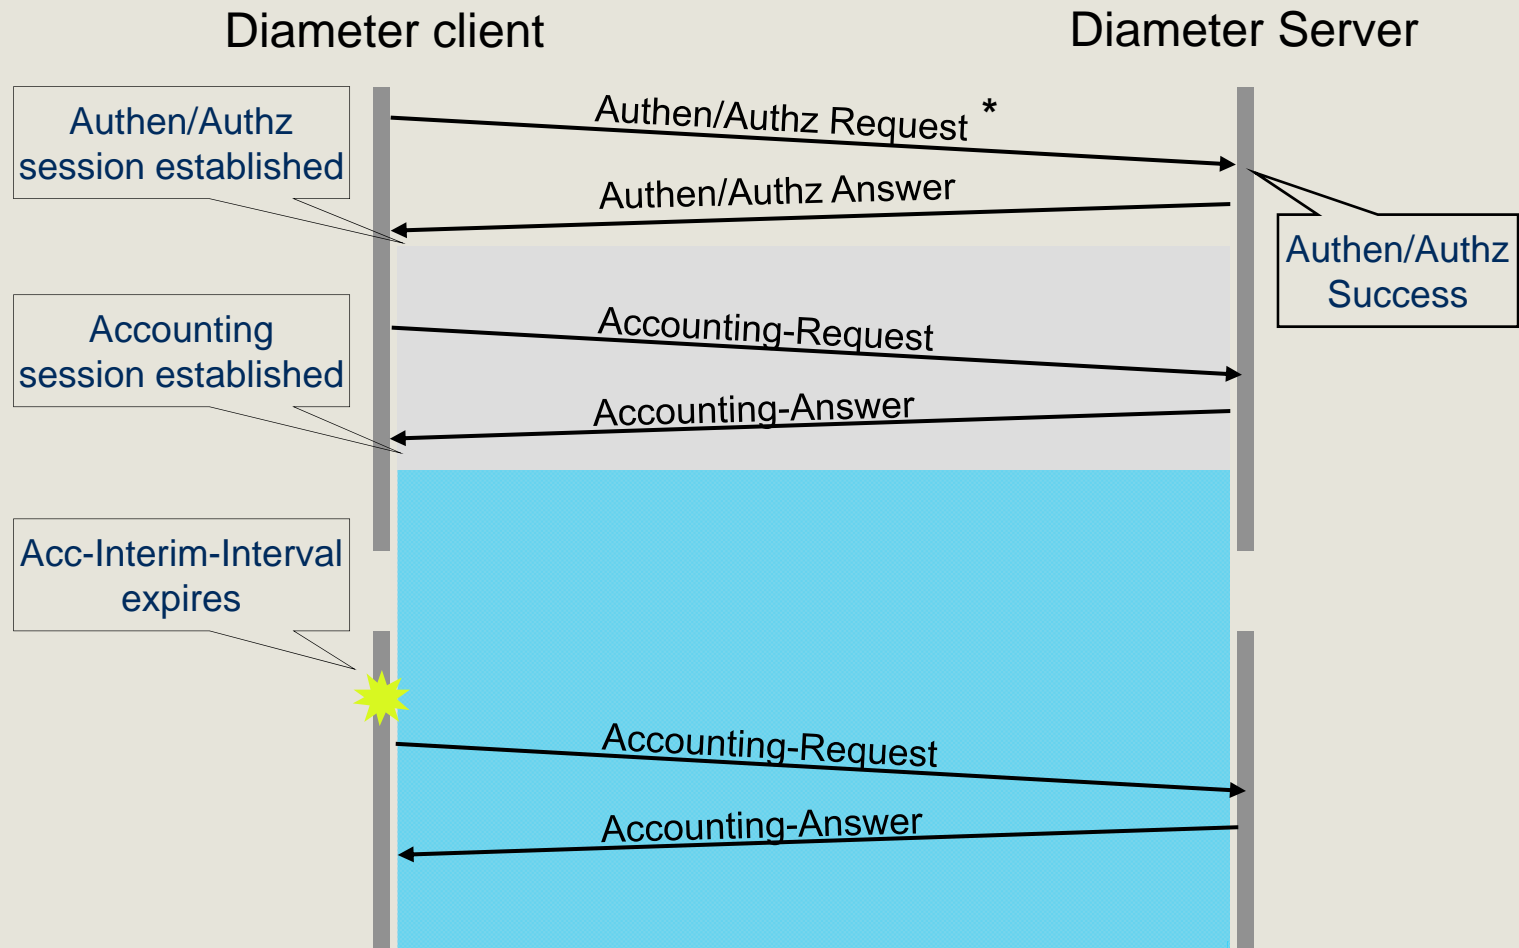 Diameter client
Diameter Server
Authen/Authz
session established
Authen/Authz Request *
Authen/Authz Answer
Authen/Authz
Success
Accounting
session established
Accounting-Request
Accounting-Answer
Acc-Interim-Interval
expires
Accounting-Request
Accounting-Answer